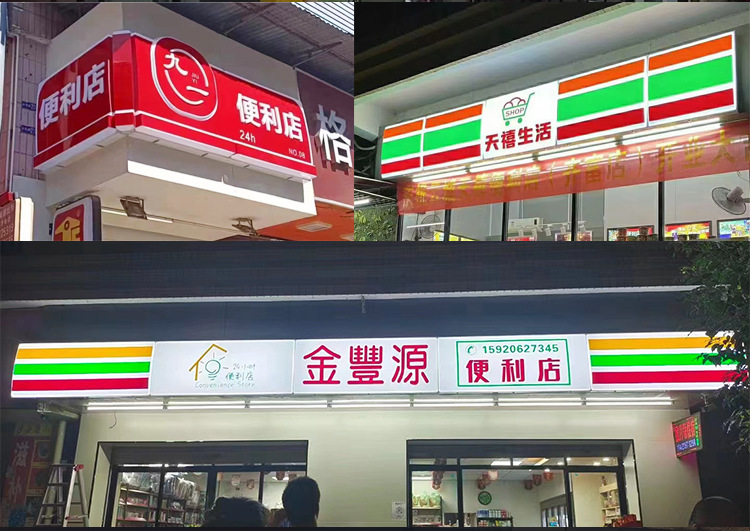 便利店
九一
JIU YI
便利店
24h
NO.08
格
SHOP
天禧生活
24小时
便利店
Convenience Store
金豐源
15920627345
便利店